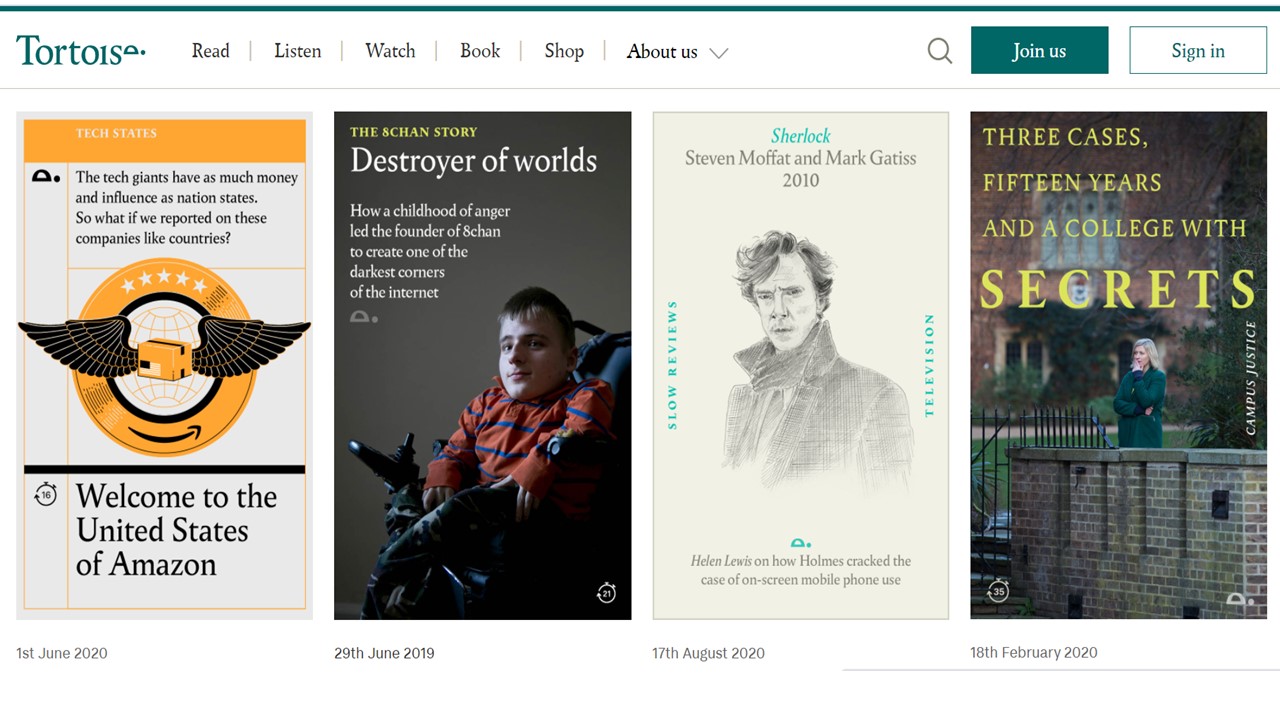 Tortoise
Read
Listen
Watch
Book
Shop
About us
Join us
Sign in
TECH STATES
The tech giants have as much money
and influence as nation states.
So what if we reported on these
companies like countries?
16
Welcome to the
United States
of Amazon
1st June 2020
THE 8CHAN STORY
Destroyer of worlds
How a childhood of anger
led the founder of 8chan
to create one of the
darkest corners
of the internet
21
29th June 2019
Sherlock
Steven Moffat and Mark Gatiss
2010
SLOW REVIEWS
TELEVISION
Helen Lewis on how Holmes cracked the
case of on-screen mobile phone use
17th August 2020
THREE CASES,
FIFTEEN YEARS
AND A COLLEGE WITH
SECRETS
CAMPUS JUSTICE
35
18th February 2020